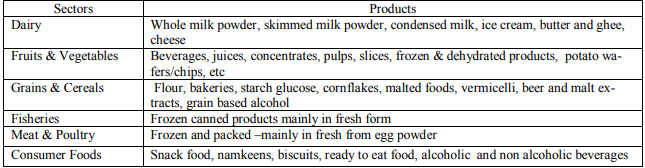 Sectors Products
Dairy Whole milk powder, skimmed milk powder, condensed milk, ice cream, butter and ghee,
cheese
Fruits & Vegetables Beverages, juices, concentrates, pulps, slices, frozen & dehydrated products, potato wa-
fers/chips, etc
Grains & Cereals Flour, bakeries, starch glucose, cornflakes, malted foods, vermicelli, beer and malt ex-
tracts, grain based alcohol
Fisheries Frozen canned products mainly in fresh form
Meat & Poultry Frozen and packed –mainly in fresh from egg powder
Consumer Foods Snack food, namkeens, biscuits, ready to eat food, alcoholic and non alcoholic beverages